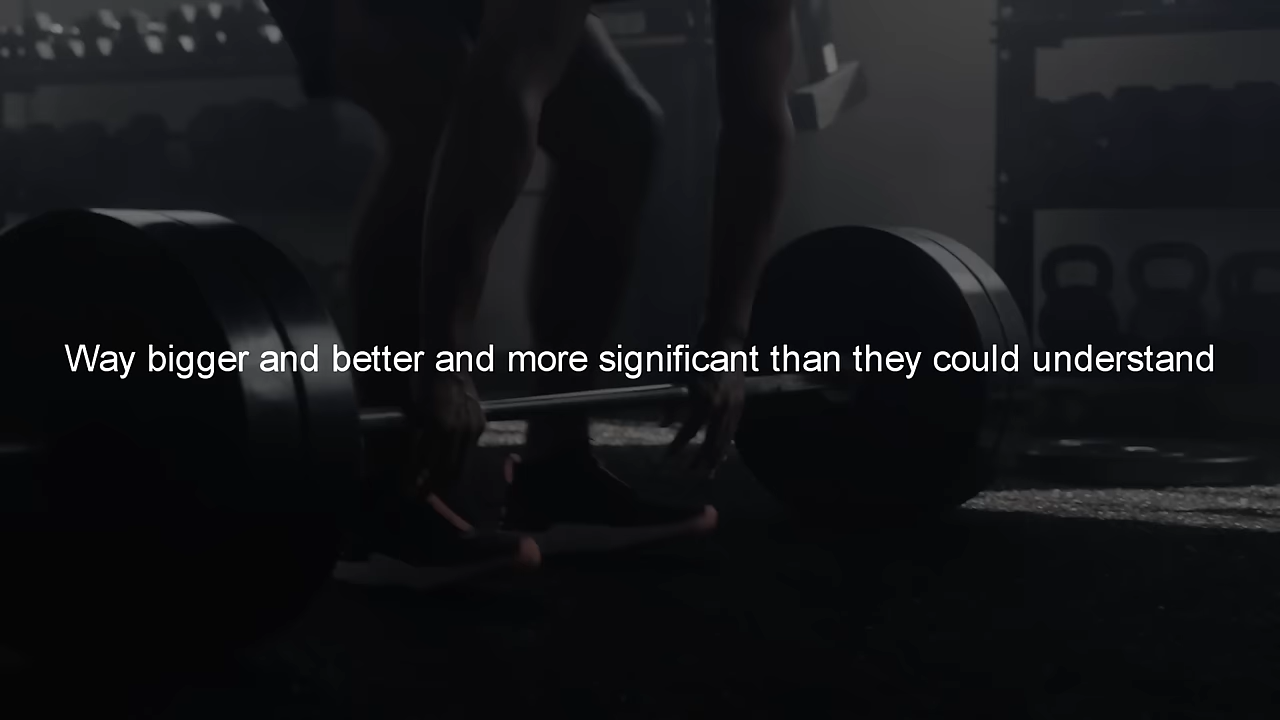 Way bigger and better and more significant than they could understand